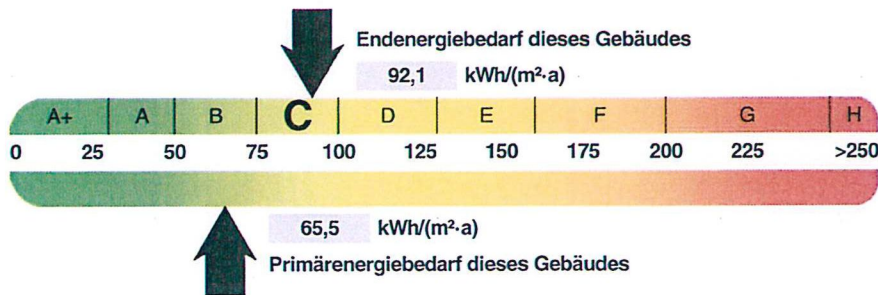 Endenergiebedarf dieses Gebäudes
92,1 kWh/(m²·a)
A+ A B C D E F G H
0 25 50 75 100 125 150 175 200 225 >250
65,5 kWh/(m²·a)
Primärenergiebedarf dieses Gebäudes